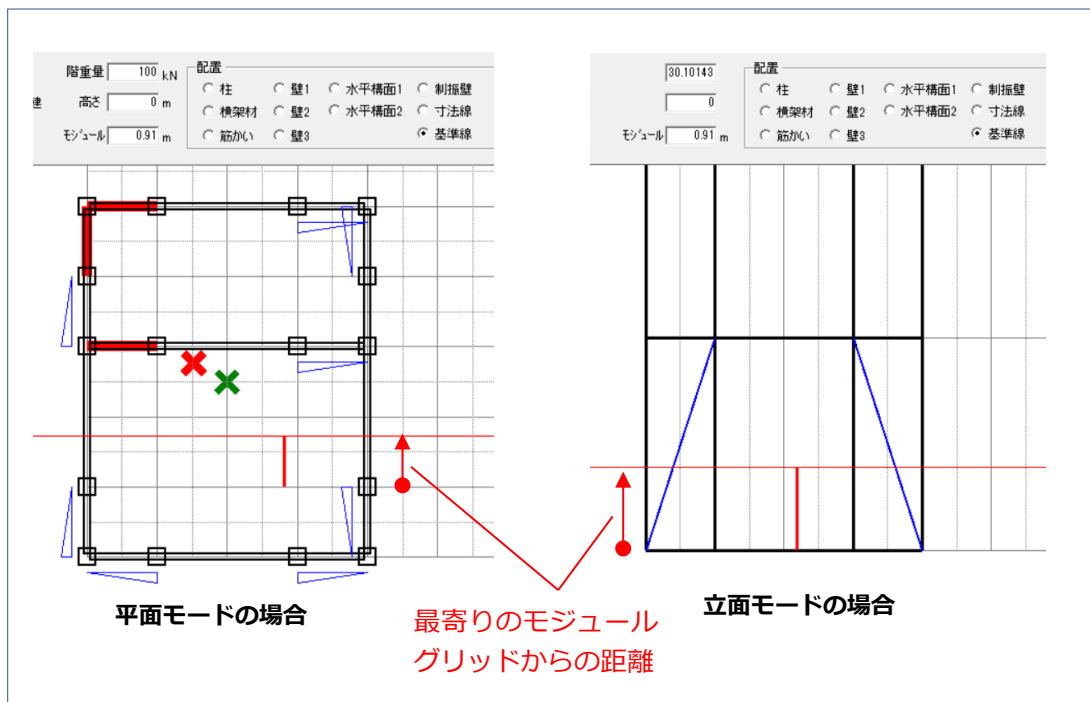 階重量 100 kN
高さ 0 m
モジュール 0.91 m
配置
柱 壁1 水平構面1 制振壁
横架材 壁2 水平構面2 寸法線
筋かい 壁3 基準線
30.10143
0
モジュール 0.91 m
配置
柱 壁1 水平構面1 制振壁
横架材 壁2 水平構面2 寸法線
筋かい 壁3 基準線
平面モードの場合
立面モードの場合
最寄りのモジュール
グリッドからの距離